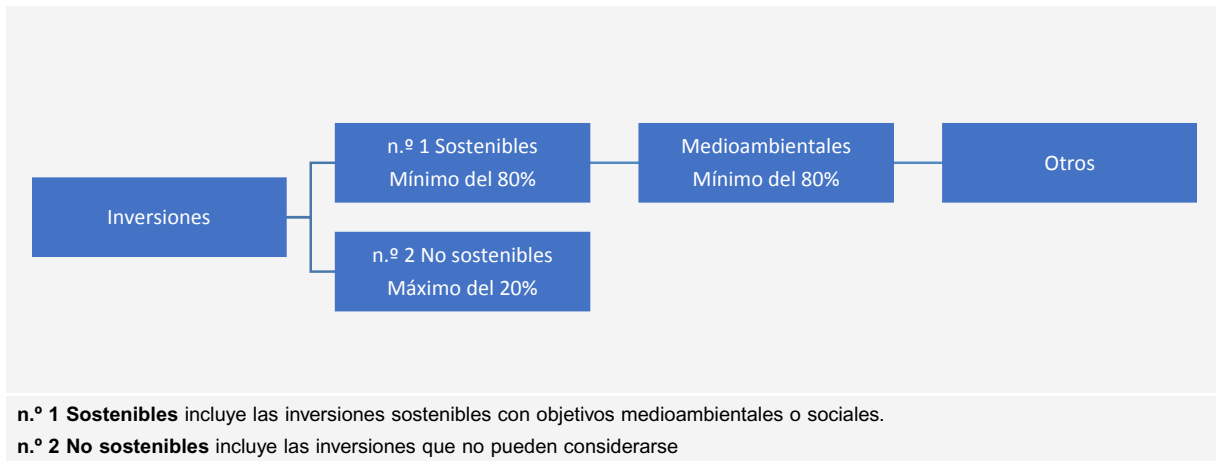 n.º 1 Sostenibles
Mínimo del 80%
Medioambientales
Mínimo del 80%
Otros
Inversiones
n.º 2 No sostenibles
Máximo del 20%
n.º 1 Sostenibles incluye las inversiones sostenibles con objetivos medioambientales o sociales.
n.º 2 No sostenibles incluye las inversiones que no pueden considerarse